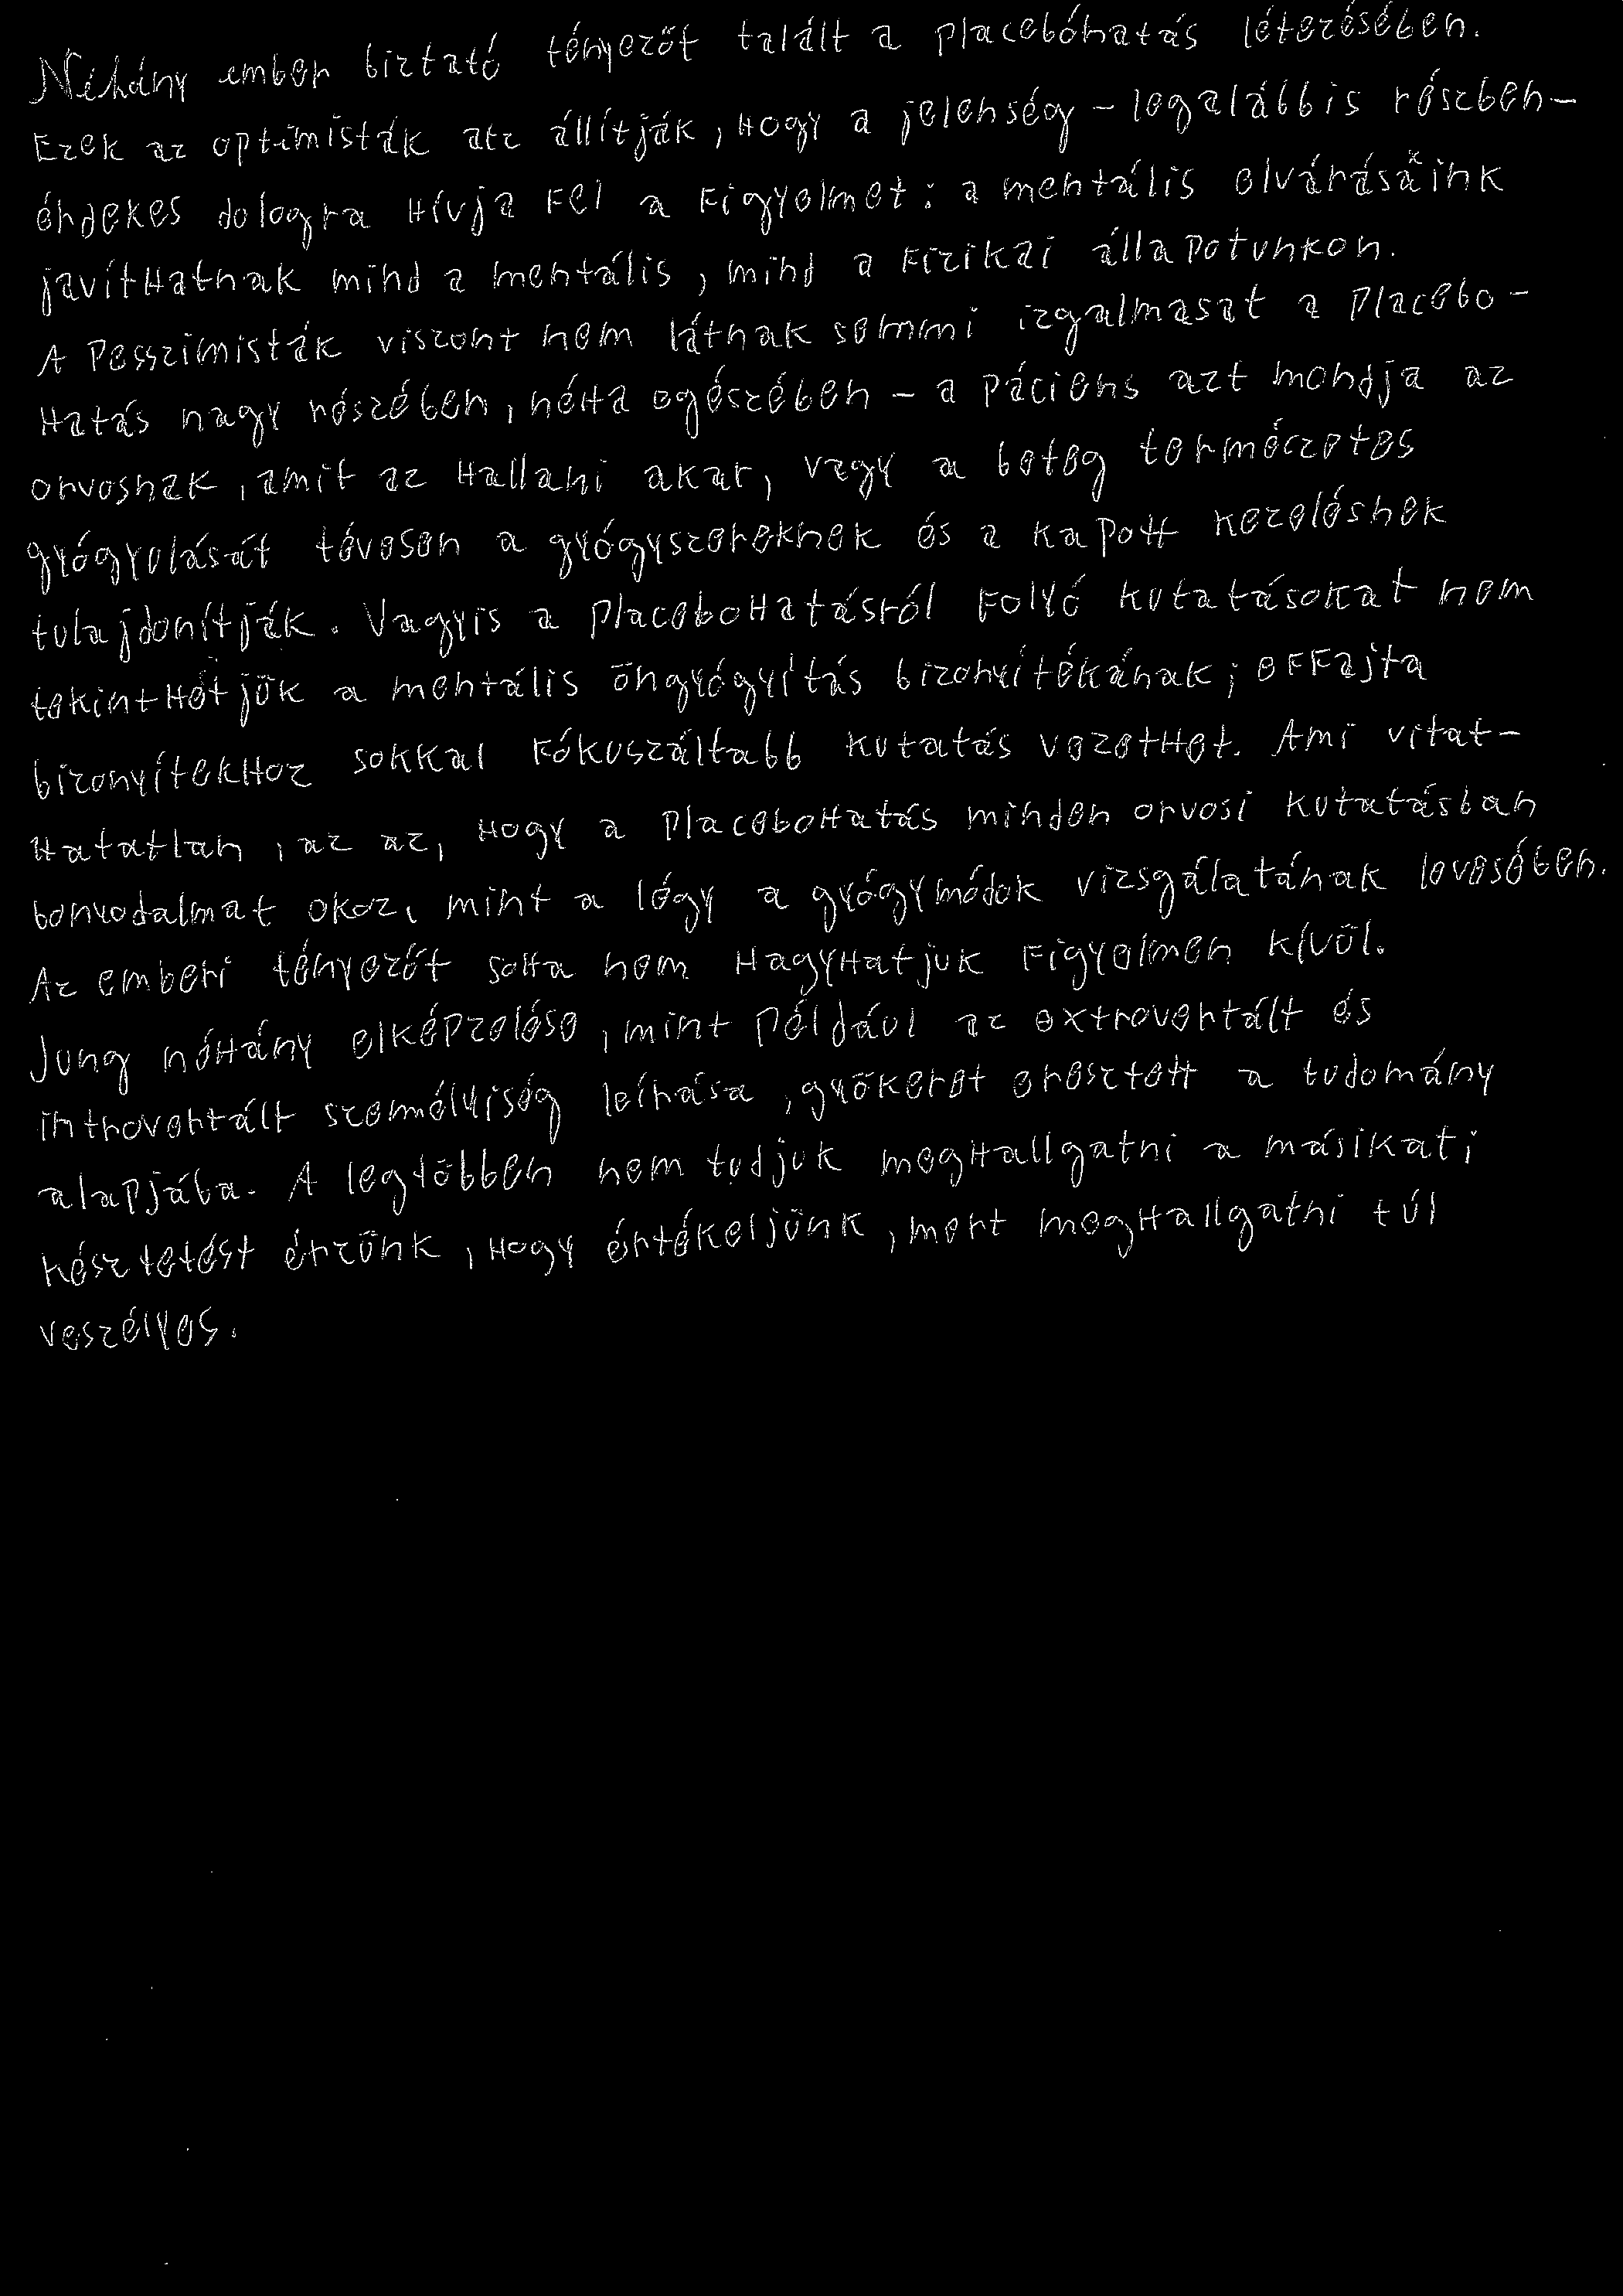 Néhány ember biztató tényezőt talált a placebóhatás létezésében.
Ezek az optimisták atz állítják, hogy a jelenség - legalábbis részben -
érdekes dologra hívja fel a figyelmet: a mentális elvárásaink
javíthatnak mind a mentális, mind a fizikai állapotunkon.
A pesszimisták viszont nem látnak semmi izgalmasat a placebo-
hatás nagy részében, néha egészében - a páciens azt mondja az
orvosnak, amit az hallani akar, vagy a beteg természetes
gyógyulását tévesen a gyógyszereknek és a kapott kezelésnek
tulajdonítják. Vagyis a placebohatásról folyó kutatásokat nem
tekinthetjük a mentális öngyógyítás bizonyítékának; effajta
bizonyítékhoz sokkal fókuszáltabb kutatás vezethet. Ami vitat-
hatatlan, az az, hogy a placebohatás minden orvosi kutatásban
bonyodalmat okoz, mint a légy a gyógymódok vizsgálatának levesében.
Az emberi tényezőt soha nem hagyhatjuk figyelmen kívül.
Jung néhány elképzelése, mint például az extrovertált és
introvertált személyiség leírása, gyökeret eresztett a tudomány
alapjába. A legtöbben nem tudjuk meghallgatni a másikat;
késztetést érzünk, hogy értékeljünk, mert meghallgatni túl
veszélyes.